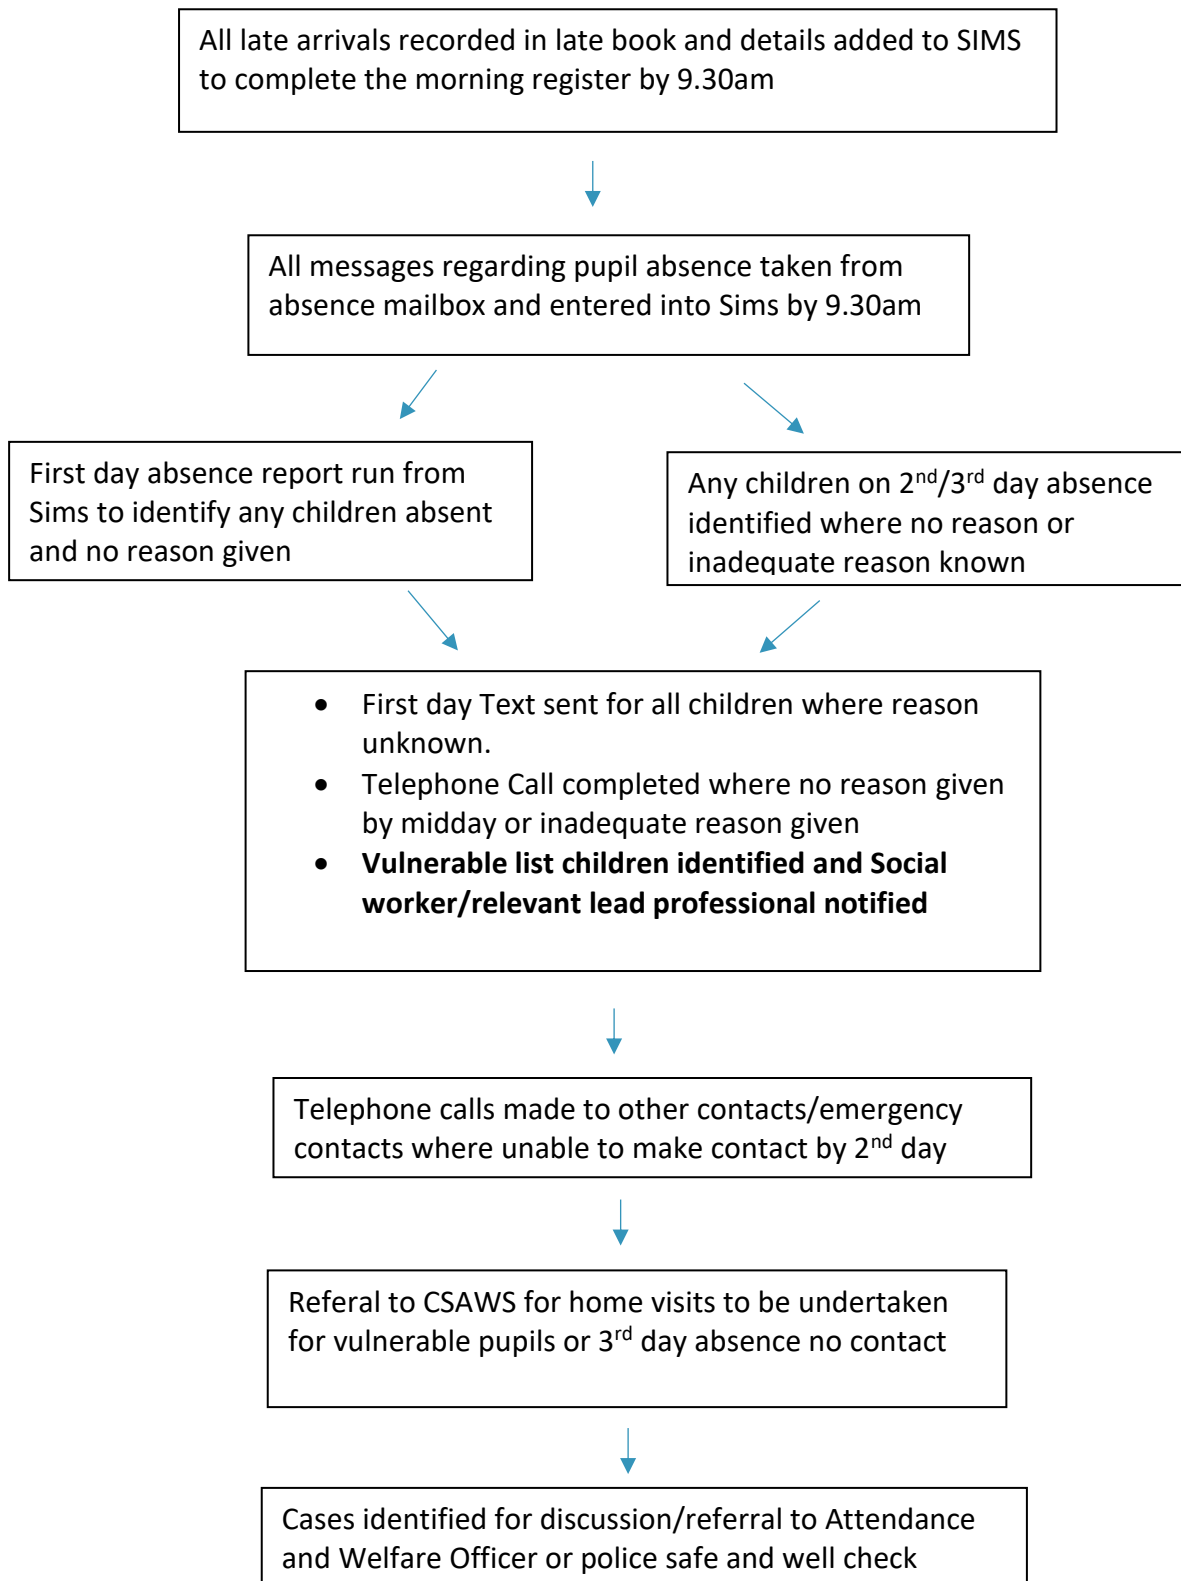 All late arrivals recorded in late book and details added to SIMS
to complete the morning register by 9.30am
All messages regarding pupil absence taken from
absence mailbox and entered into Sims by 9.30am
First day absence report run from
Sims to identify any children absent
and no reason given
Any children on 2nd/3rd day absence
identified where no reason or
inadequate reason known
• First day Text sent for all children where reason
unknown.
• Telephone Call completed where no reason given
by midday or inadequate reason given
• Vulnerable list children identified and Social
worker/relevant lead professional notified
Telephone calls made to other contacts/emergency
contacts where unable to make contact by 2nd day
Referal to CSAWS for home visits to be undertaken
for vulnerable pupils or 3rd day absence no contact
Cases identified for discussion/referral to Attendance
and Welfare Officer or police safe and well check